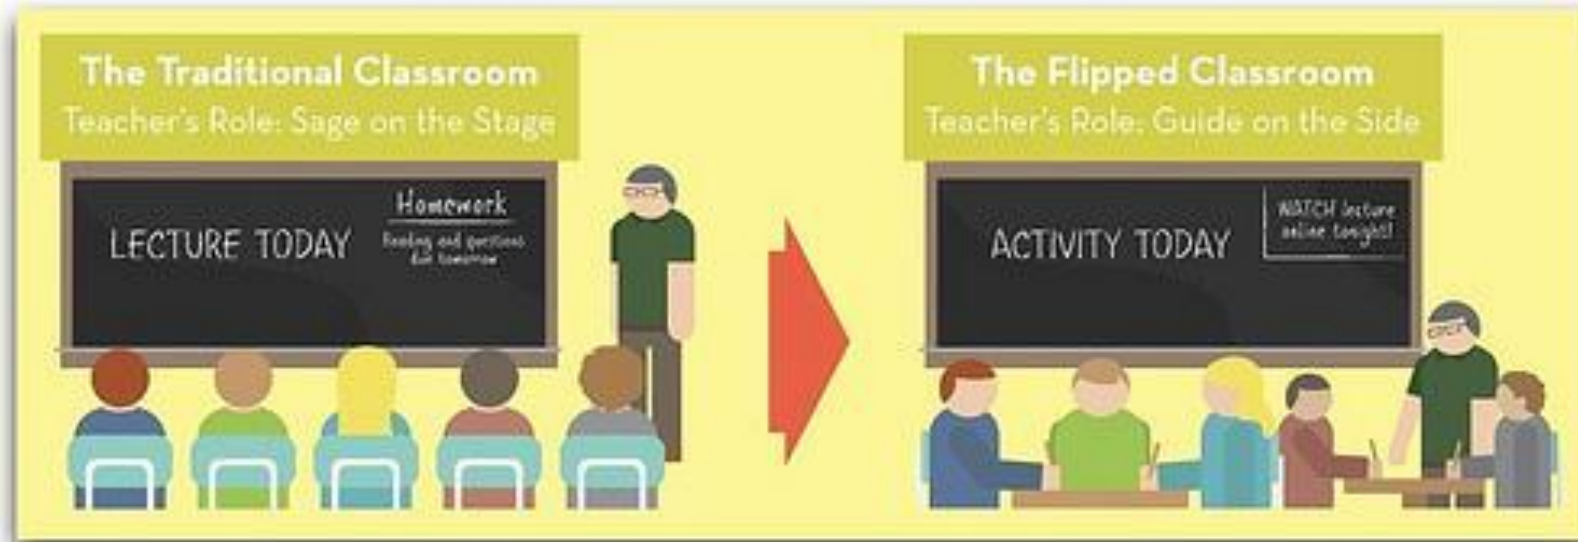 The Traditional Classroom
Teacher's Role: Sage on the Stage
LECTURE TODAY
Homework
Reading and questions
due tomorrow
The Flipped Classroom
Teacher's Role: Guide on the Side
ACTIVITY TODAY
WATCH lecture
online tonight!